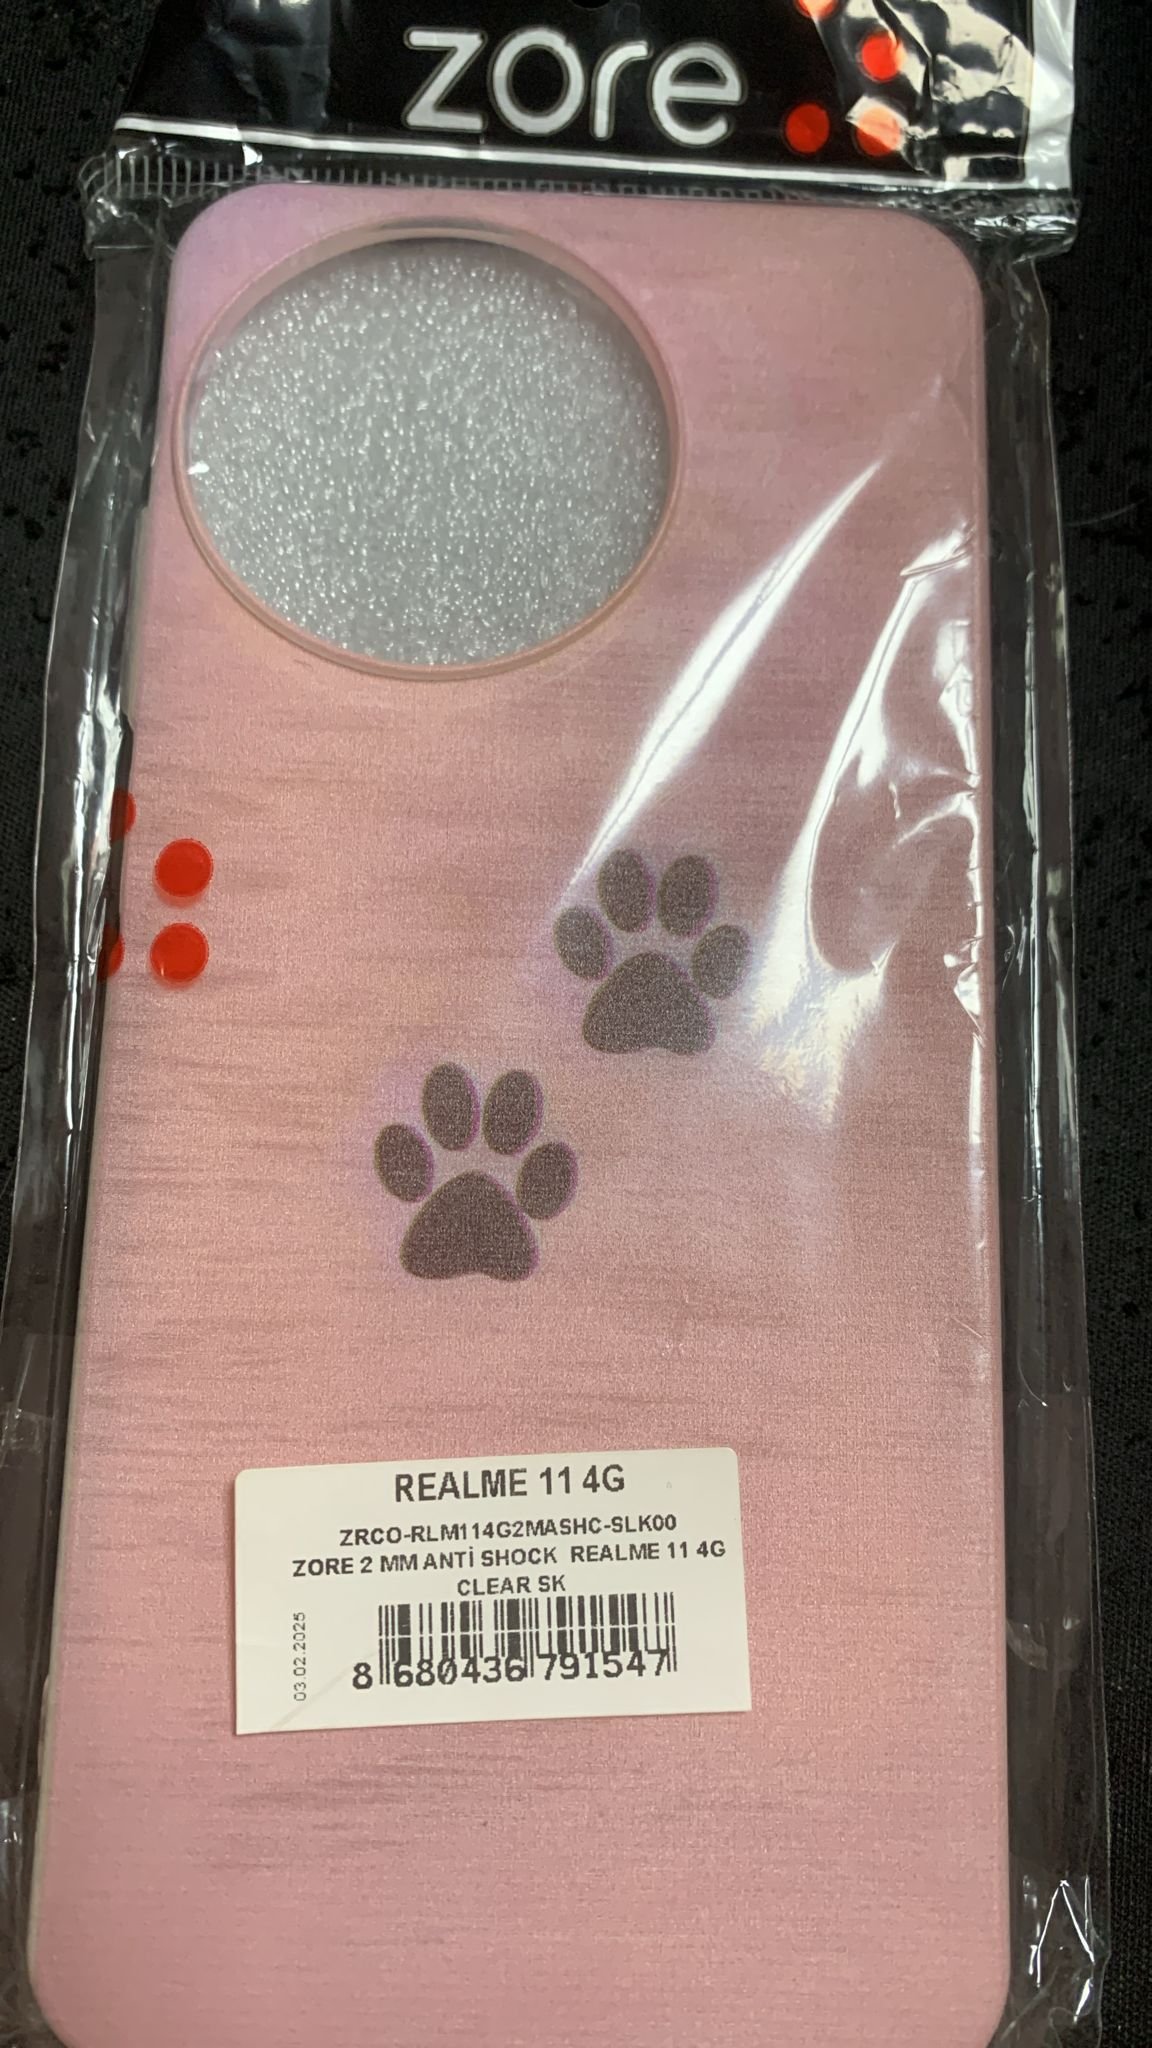 zore
REALME 11 4G
ZRCO-RLM114G2MASHC-SLK00
ZORE 2 MM ANTİ SHOCK REALME 11 4G
CLEAR SK
03.02.2025
8 680436 791547